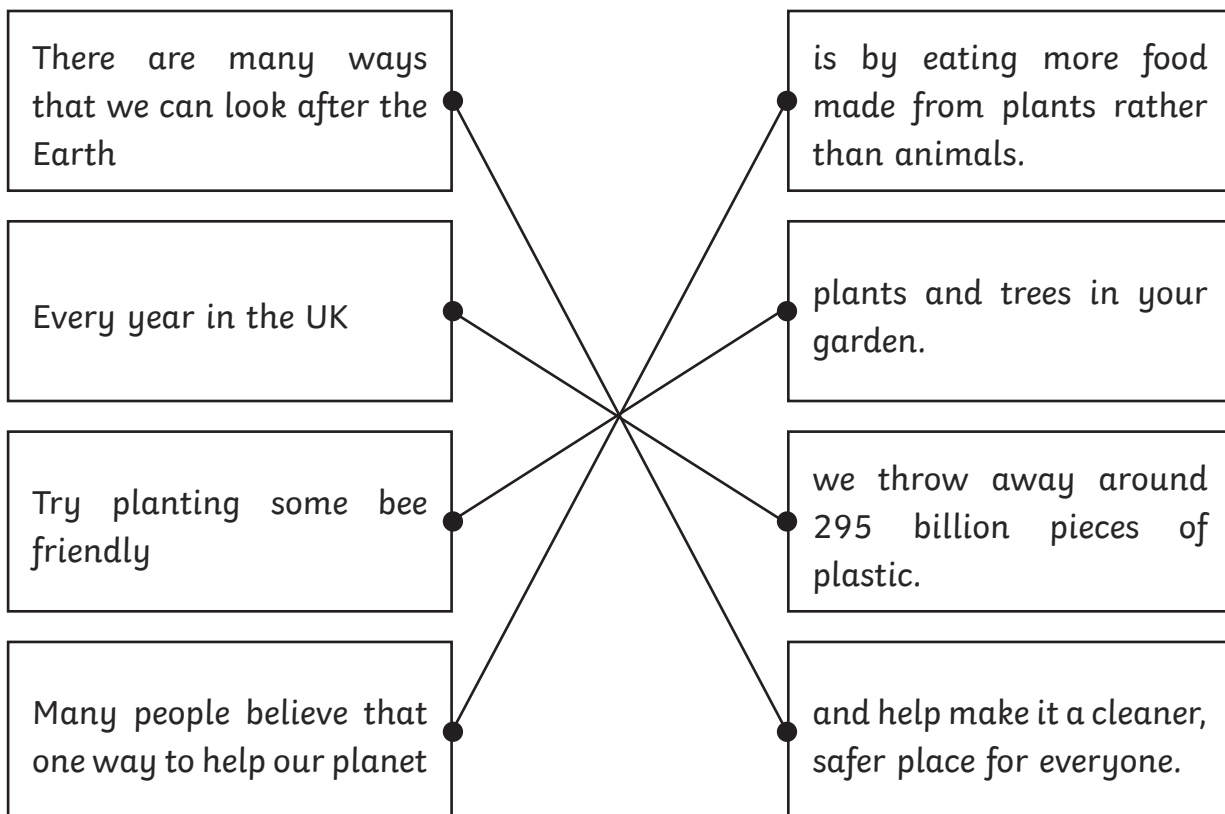 There are many ways
that we can look after the
Earth
is by eating more food
made from plants rather
than animals.
Every year in the UK
plants and trees in your
garden.
Try planting some bee
friendly
we throw away around
295 billion pieces of
plastic.
Many people believe that
one way to help our planet
and help make it a cleaner,
safer place for everyone.